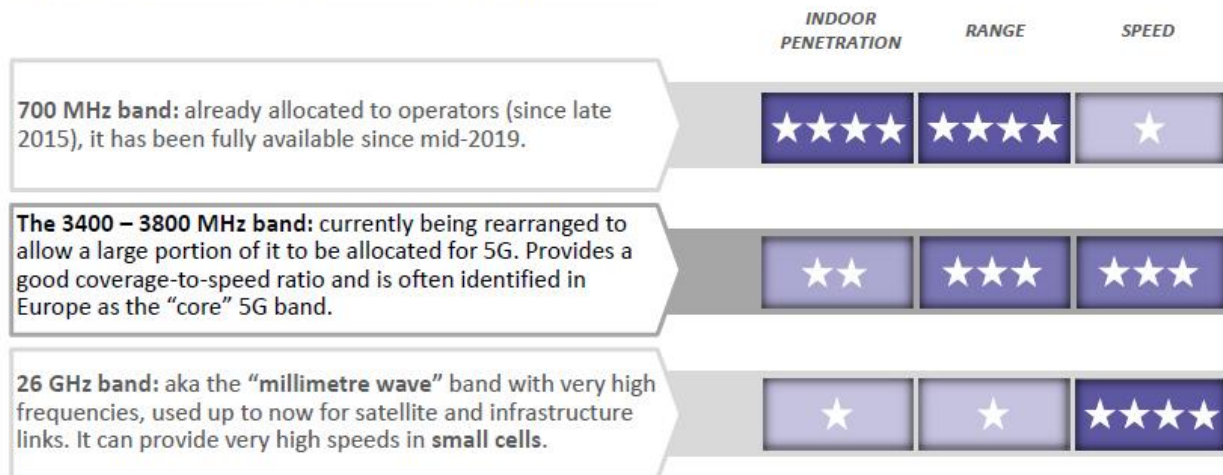 INDOOR
PENETRATION
RANGE
SPEED
700 MHz band: already allocated to operators (since late
2015), it has been fully available since mid-2019.
The 3400 – 3800 MHz band: currently being rearranged to
allow a large portion of it to be allocated for 5G. Provides a
good coverage-to-speed ratio and is often identified in
Europe as the “core” 5G band.
26 GHz band: aka the “millimetre wave” band with very high
frequencies, used up to now for satellite and infrastructure
links. It can provide very high speeds in small cells.